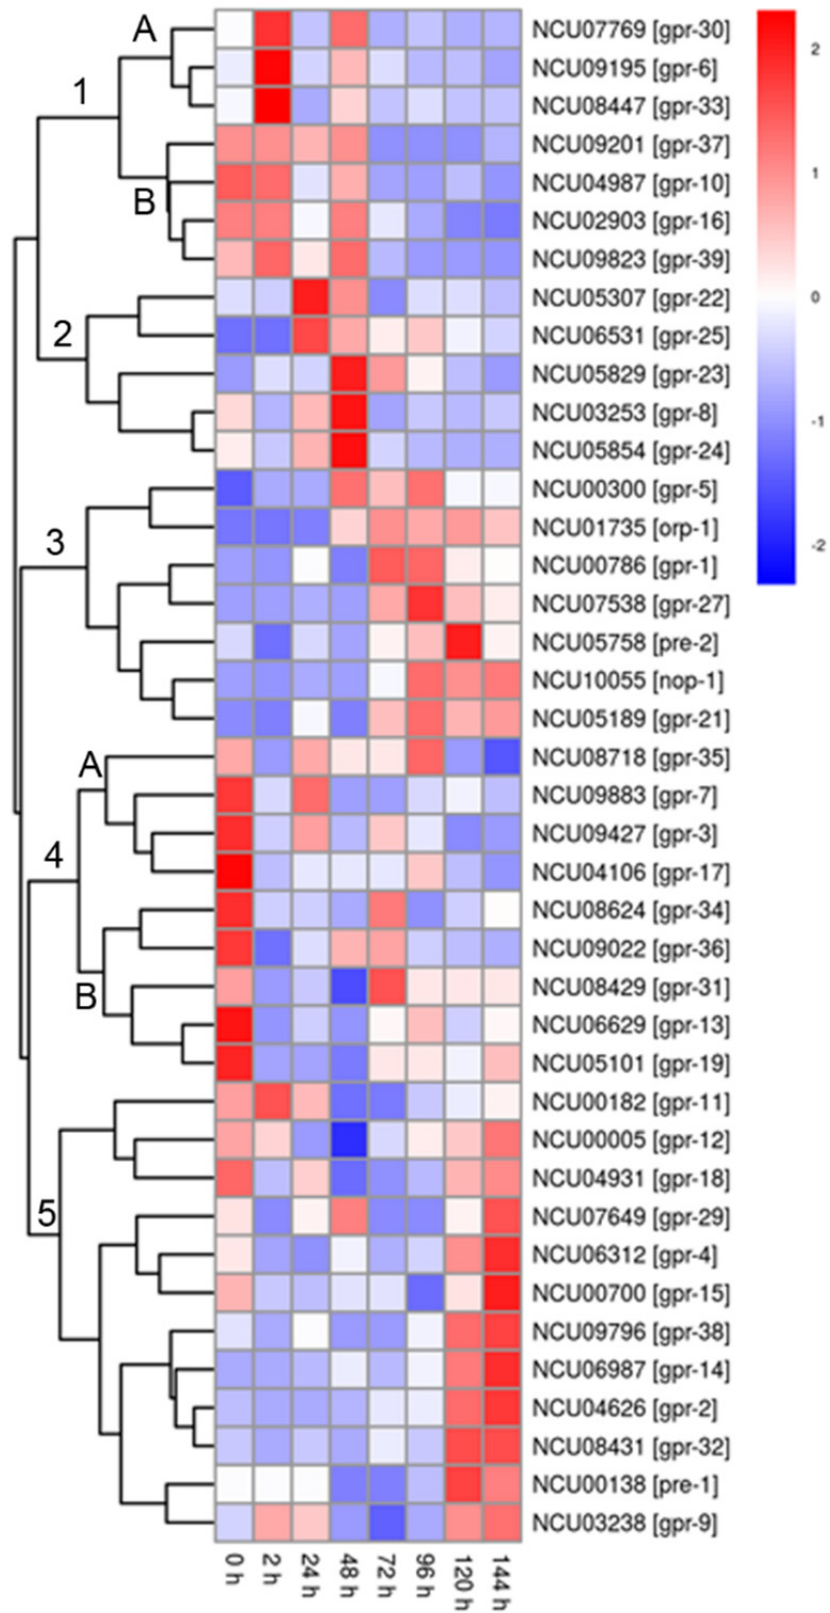 A
NCU07769 [gpr-30]
2
NCU09195 [gpr-6]
1
NCU08447 [gpr-33]
NCU09201 [gpr-37]
1
NCU04987 [gpr-10]
B
NCU02903 [gpr-16]
NCU09823 [gpr-39]
NCU05307 [gpr-22]
0
2
NCU06531 [gpr-25]
NCU05829 [gpr-23]
NCU03253 [gpr-8]
-1
NCU05854 [gpr-24]
NCU00300 [gpr-5]
3
NCU01735 [orp-1]
-2
NCU00786 [gpr-1]
NCU07538 [gpr-27]
NCU05758 [pre-2]
NCU10055 [nop-1]
NCU05189 [gpr-21]
A
NCU08718 [gpr-35]
NCU09883 [gpr-7]
NCU09427 [gpr-3]
4
NCU04106 [gpr-17]
NCU08624 [gpr-34]
NCU09022 [gpr-36]
B
NCU08429 [gpr-31]
NCU06629 [gpr-13]
NCU05101 [gpr-19]
NCU00182 [gpr-11]
NCU00005 [gpr-12]
NCU04931 [gpr-18]
5
NCU07649 [gpr-29]
NCU06312 [gpr-4]
NCU00700 [gpr-15]
NCU09796 [gpr-38]
NCU06987 [gpr-14]
NCU04626 [gpr-2]
NCU08431 [gpr-32]
NCU00138 [pre-1]
NCU03238 [gpr-9]
0 h
2 h
24 h
48 h
72 h
96 h
120 h
144 h